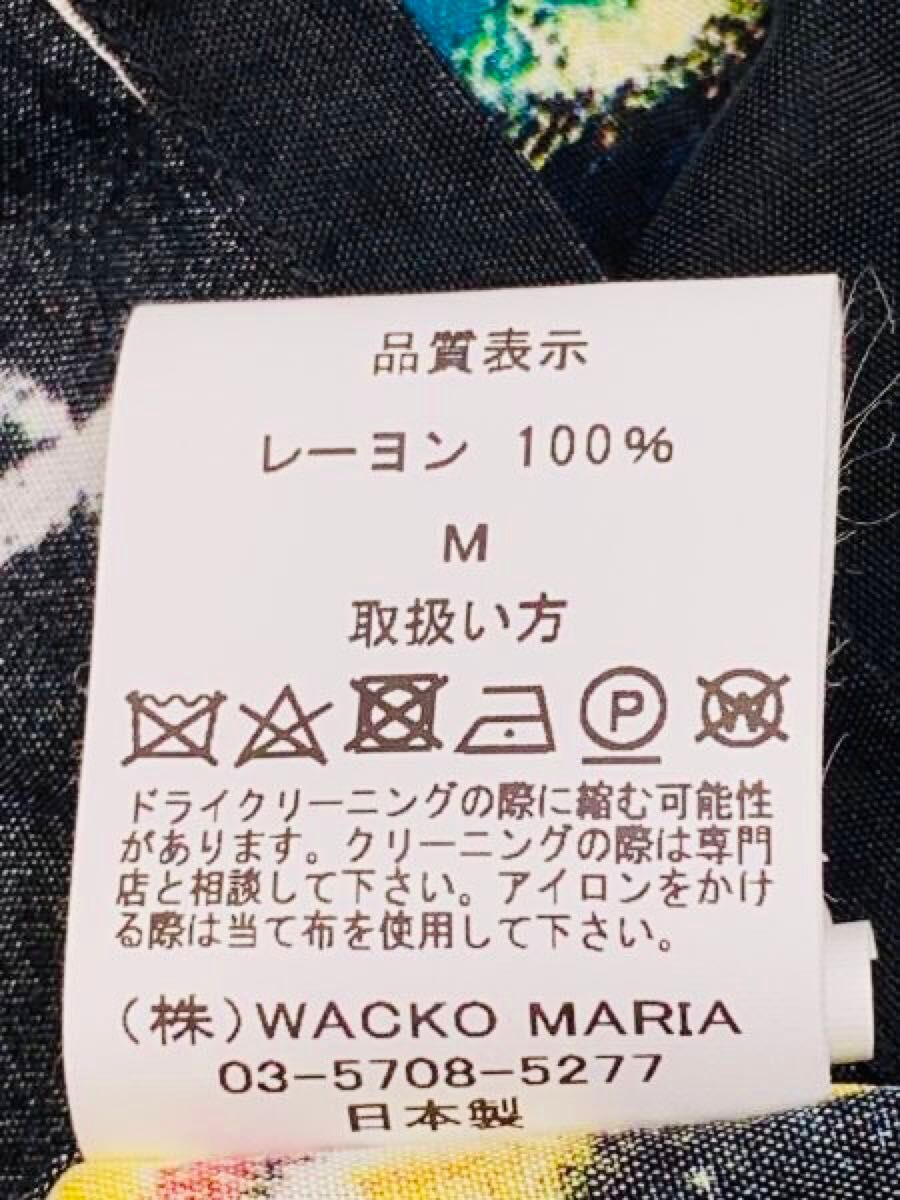 品質表示
レーヨン 100%
M
取扱い方
P
W
ドライクリーニングの際に縮む可能性
があります。クリーニングの際は専門
店と相談して下さい。アイロンをかけ
る際は当て布を使用して下さい。
(株)WACKO MARIA
03-5708-5277
日本製